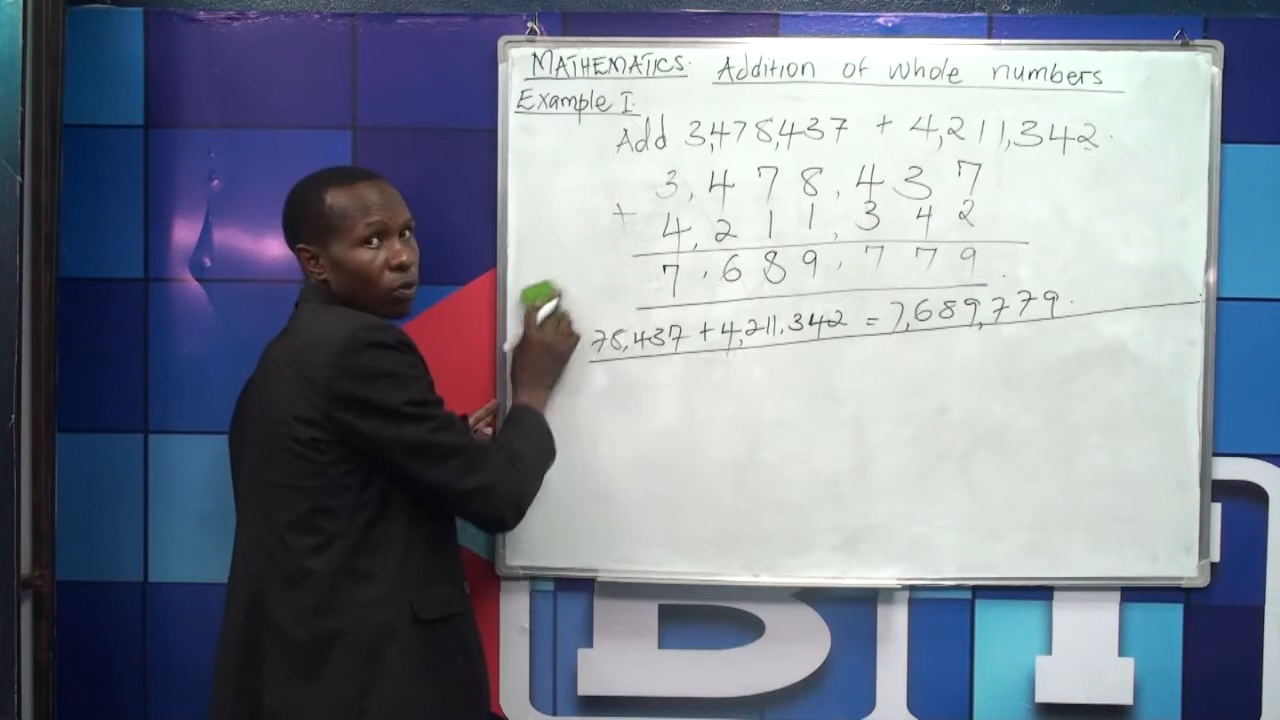 MATHEMATICS. Addition of whole numbers
Example I.
Add 3,478,437 + 4,211,342.
3,478,437
+ 4,211,342
7,689,779.
78,437 + 4,211,342 = 7,689,779.